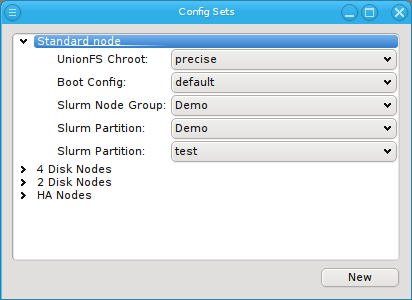 Config Sets
Standard node
UnionFS Chroot: precise
Boot Config: default
Slurm Node Group: Demo
Slurm Partition: Demo
Slurm Partition: test
4 Disk Nodes
2 Disk Nodes
HA Nodes
New